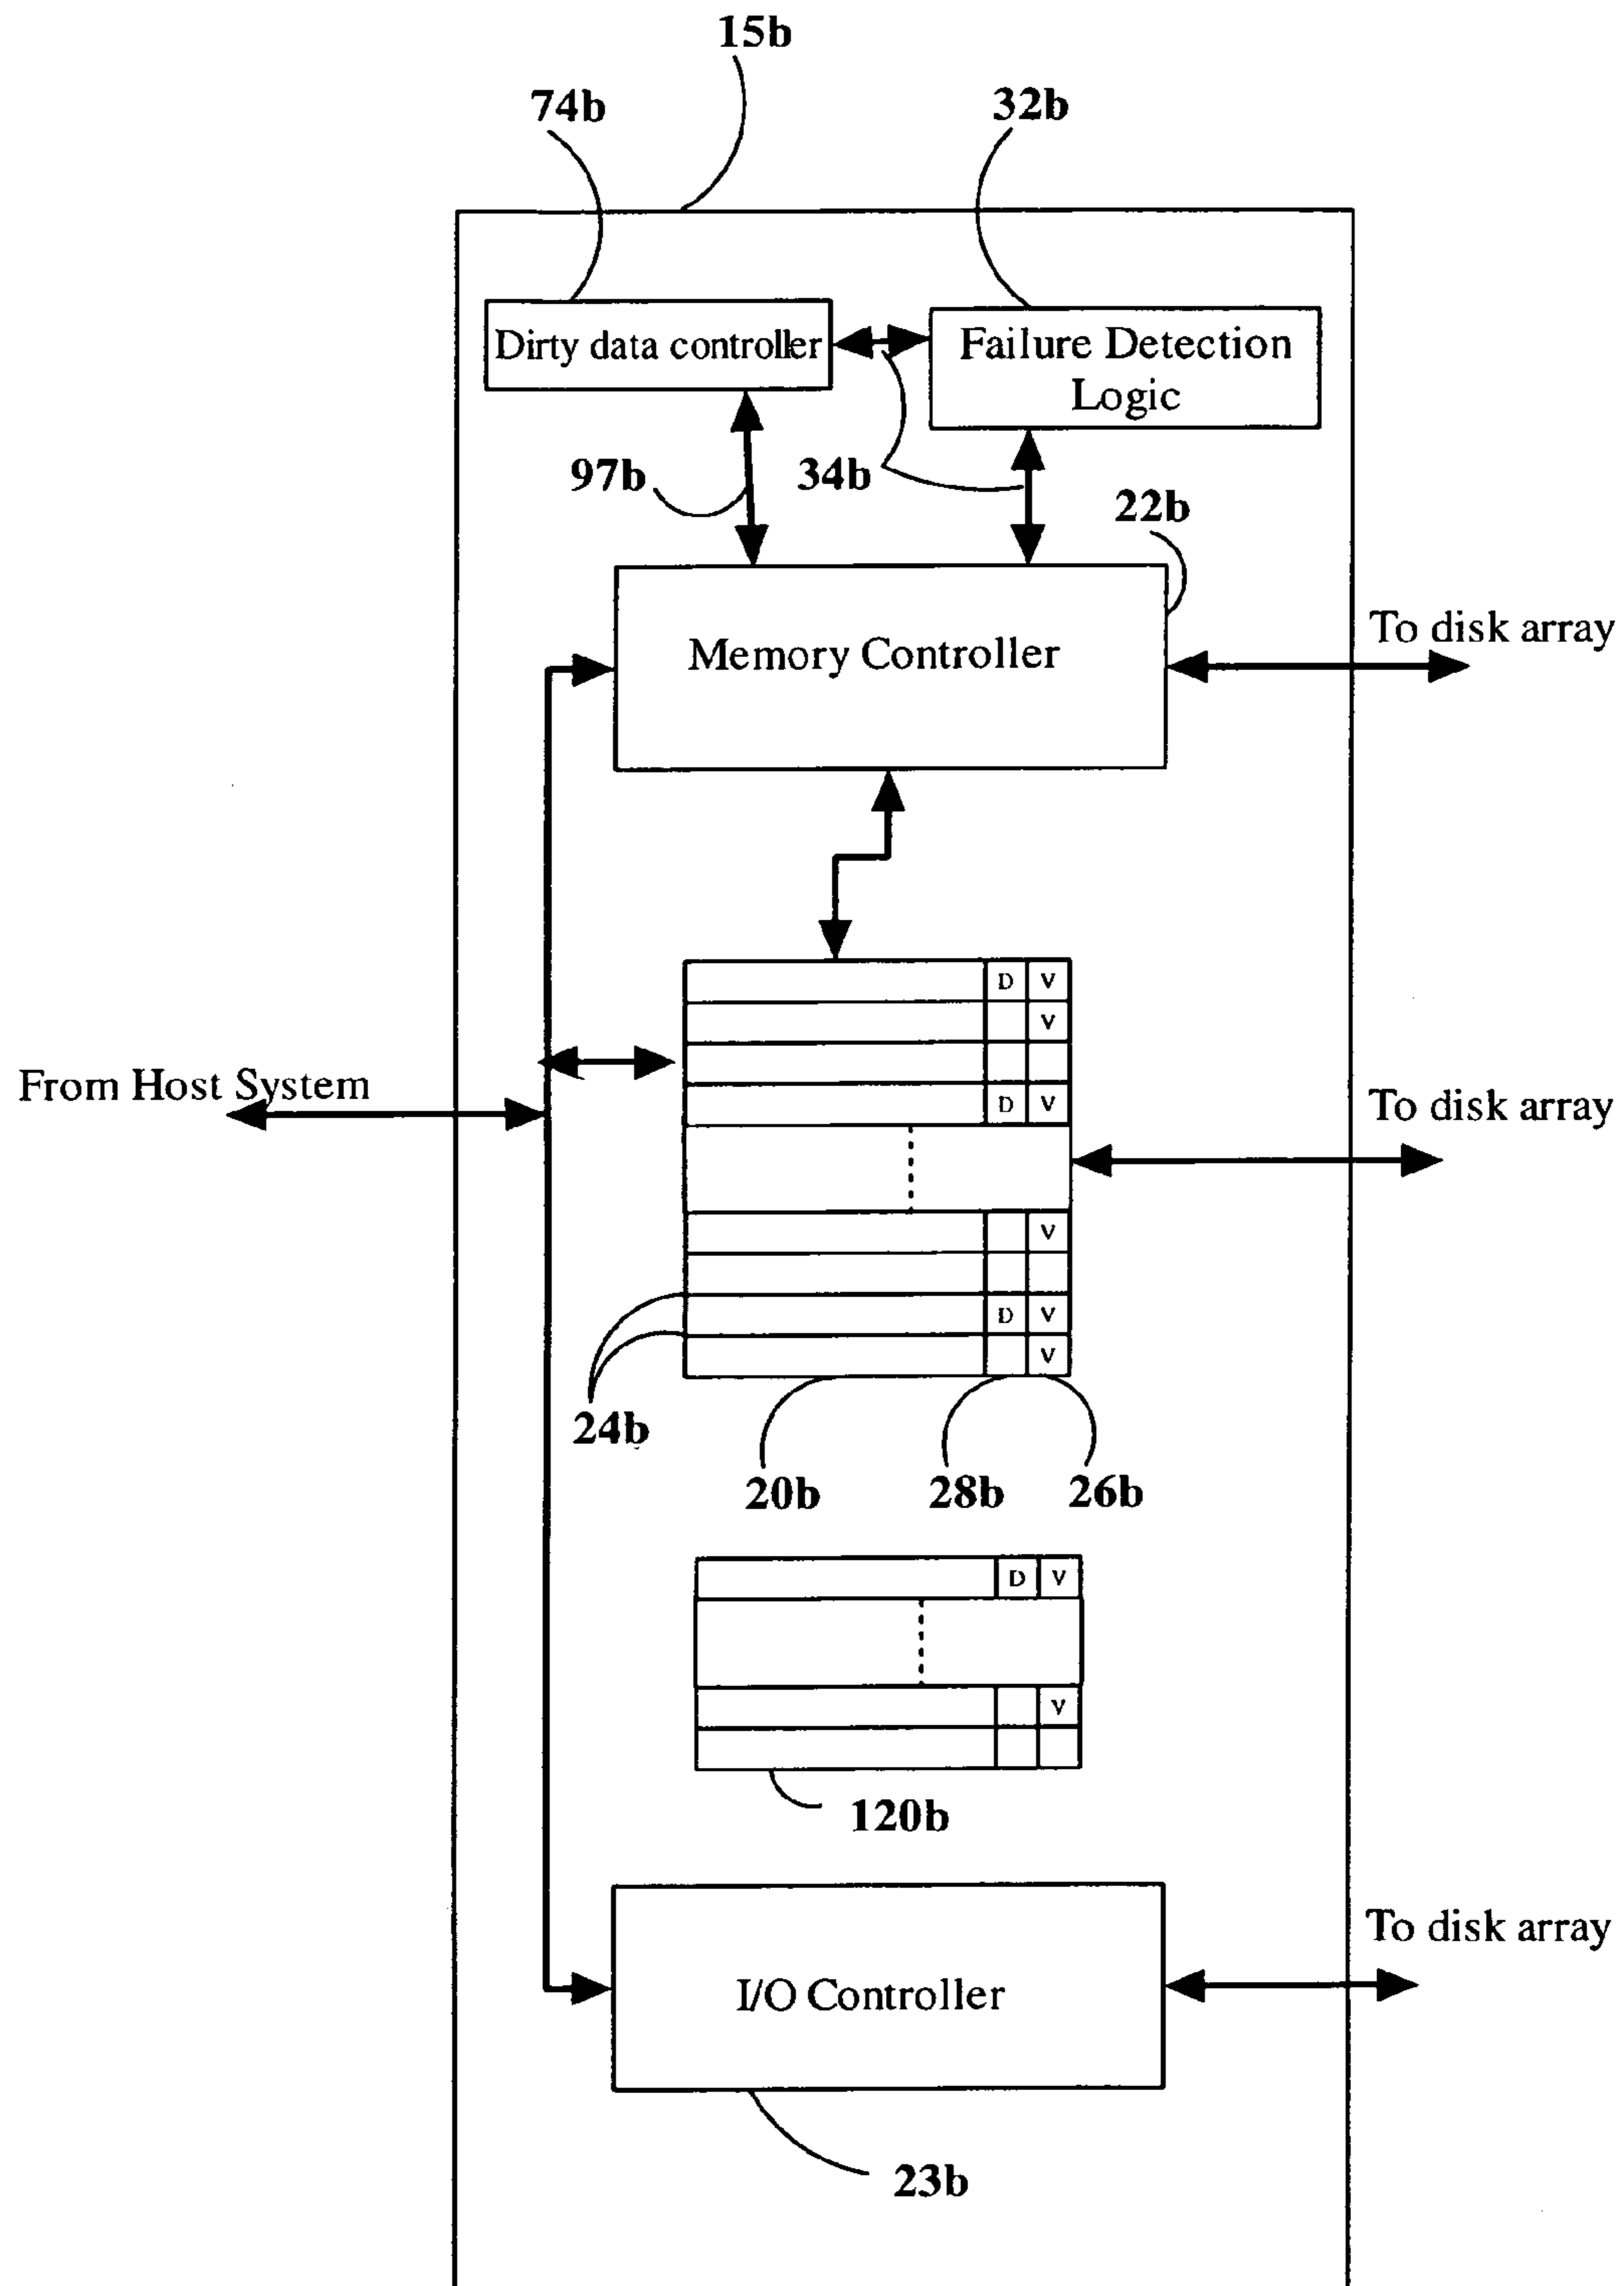 15b
74b
32b
Dirty data controller
Failure Detection
Logic
97b
34b
22b
To disk array
Memory Controller
D V
V
From Host System
D V
To disk array
V
D V
V
24b
20b
28b
26b
D V
V
120b
To disk array
I/O Controller
23b